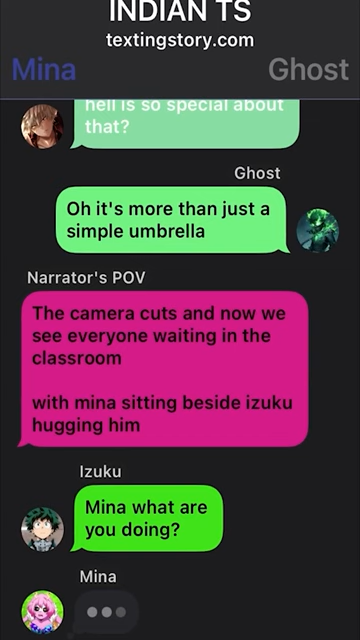 INDIAN TS
textingstory.com
Mina Ghost
hell is so special about
that?
Ghost
Oh it's more than just a
simple umbrella
Narrator's POV
The camera cuts and now we
see everyone waiting in the
classroom
with mina sitting beside izuku
hugging him
Izuku
Mina what are
you doing?
Mina